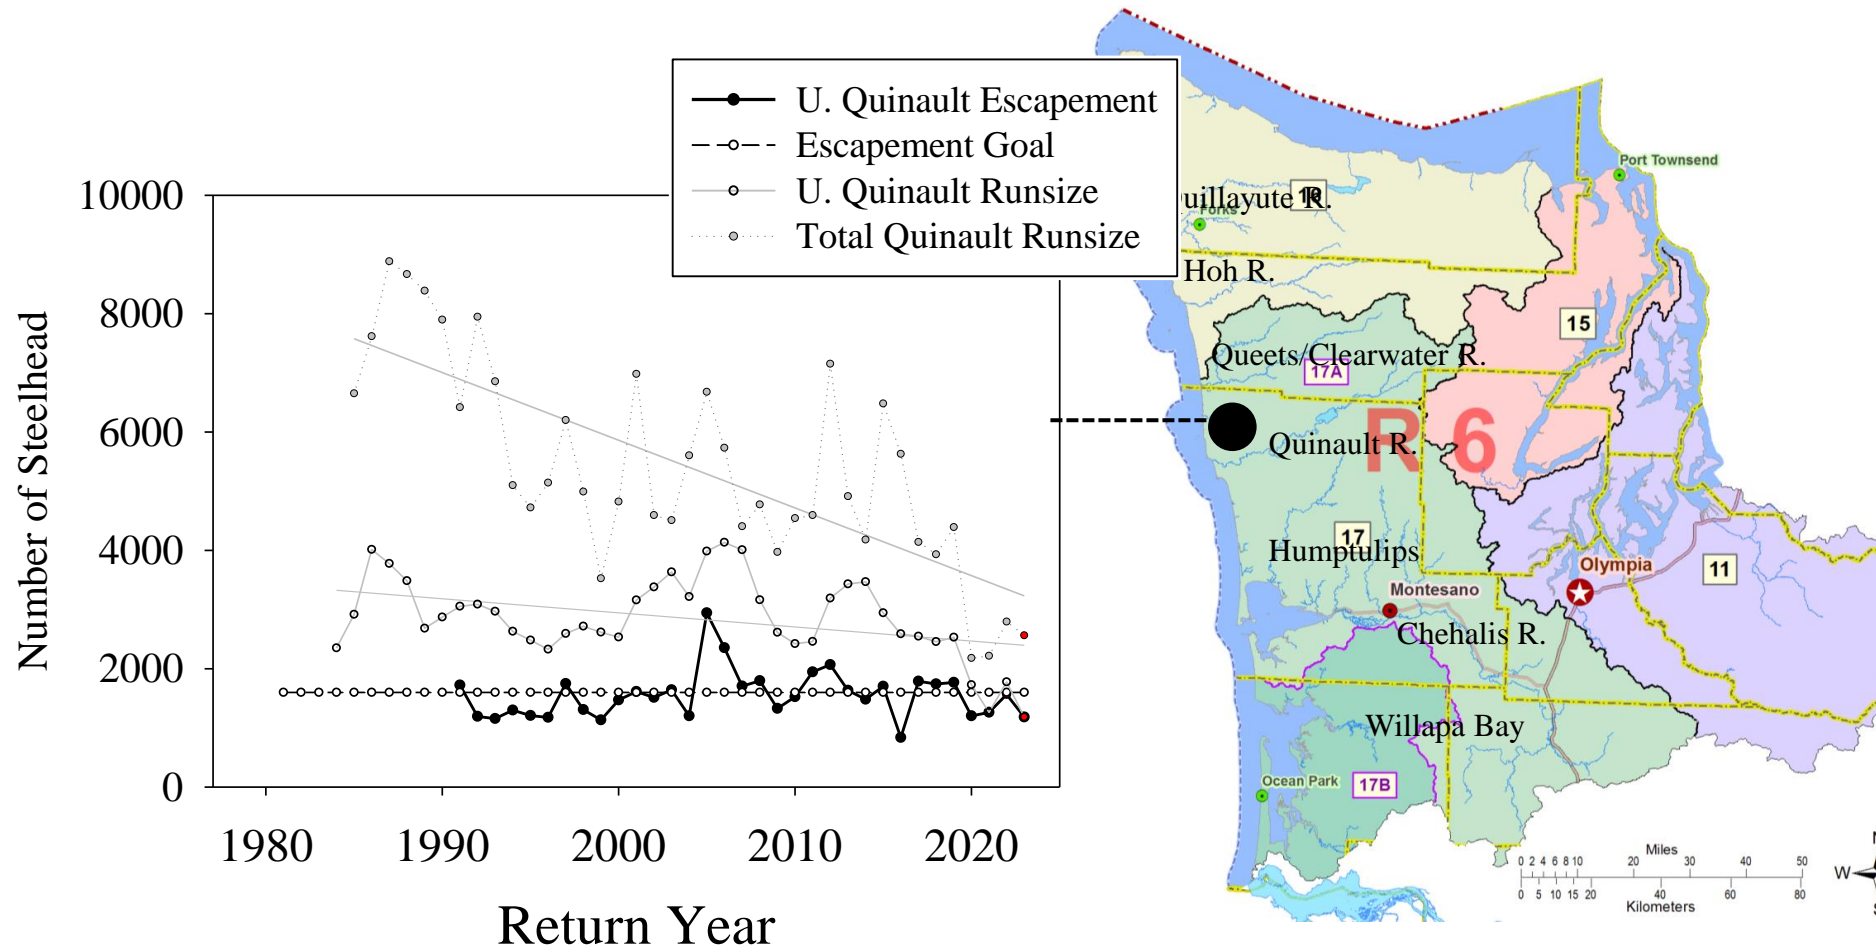 U. Quinault Escapement
Escapement Goal
U. Quinault Runsize
Total Quinault Runsize
Number of Steelhead
10000
8000
6000
4000
2000
0
1980
1990
2000
2010
2020
Return Year
Port Townsend
uillayute R.
Forks
Hoh R.
15
Queets/Clearwater R.
17A
R 6
Quinault R.
17
Humptulips
Olympia
11
Montesano
Chehalis R.
Willapa Bay
Ocean Park
17B
Miles
0 2 4 6 8 10 20 30 40 50
0 5 10 15 20 40 60 80
Kilometers
W